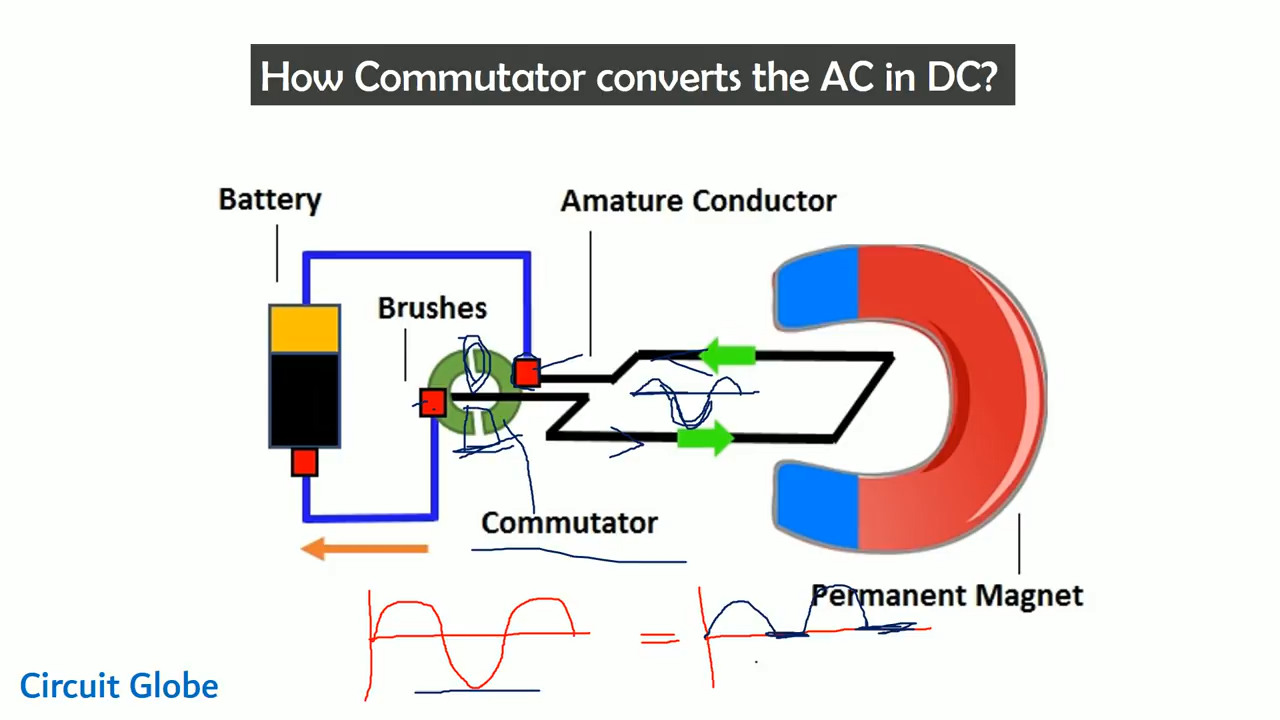 How Commutator converts the AC in DC?
Battery
Amature Conductor
Brushes
Commutator
Permanent Magnet
Circuit Globe